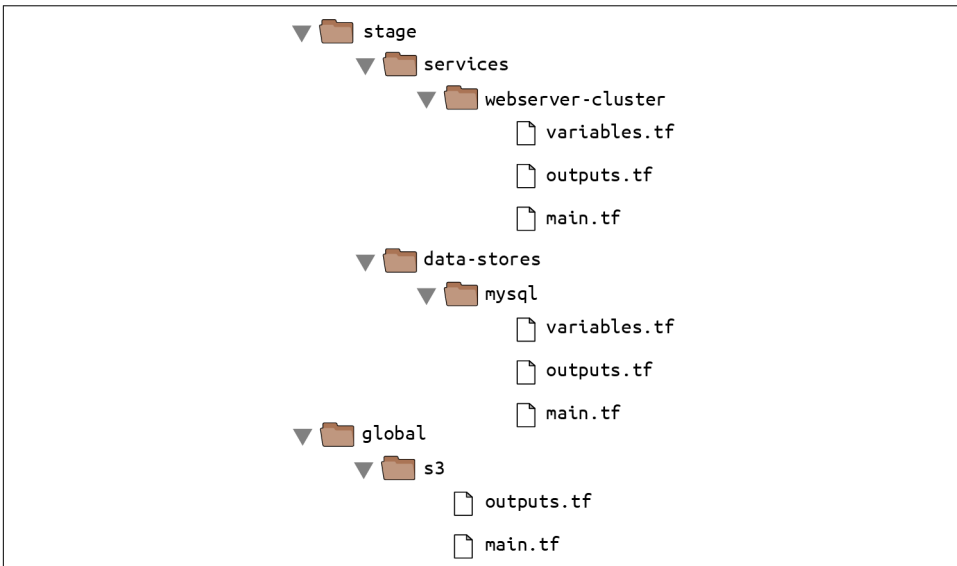 stage
services
webserver-cluster
variables.tf
outputs.tf
main.tf
data-stores
mysql
variables.tf
outputs.tf
main.tf
global
s3
outputs.tf
main.tf